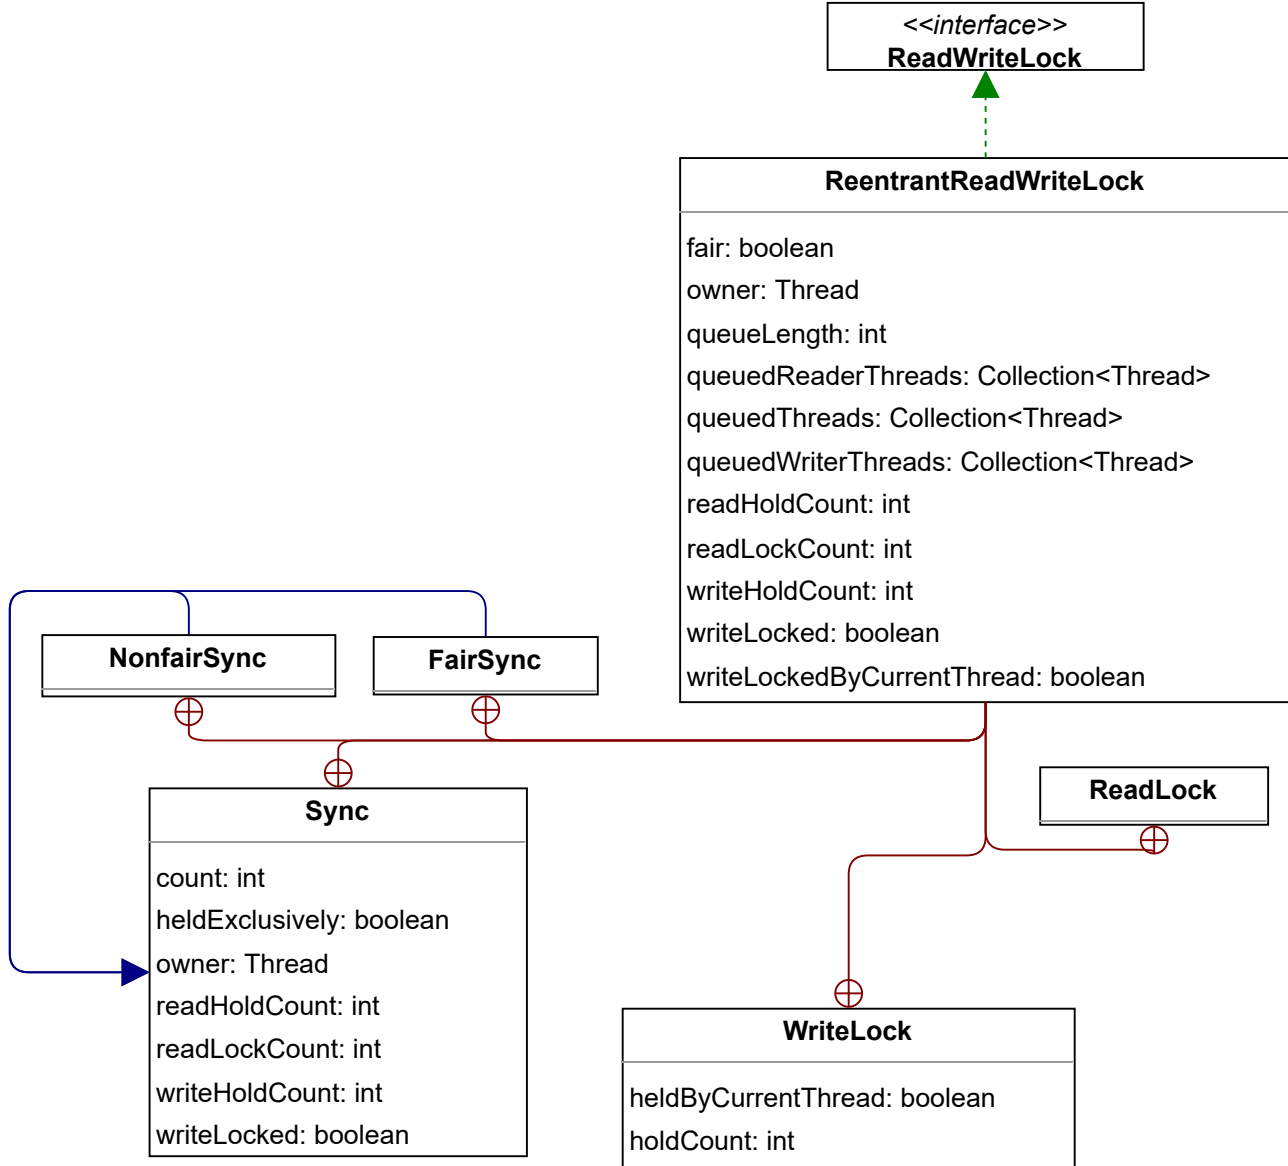 <<interface>>
ReadWriteLock
ReentrantReadWriteLock
fair: boolean
owner: Thread
queueLength: int
queuedReaderThreads: Collection<Thread>
queuedThreads: Collection<Thread>
queuedWriterThreads: Collection<Thread>
readHoldCount: int
readLockCount: int
writeHoldCount: int
writeLocked: boolean
writeLockedByCurrentThread: boolean
NonfairSync
FairSync
Sync
count: int
heldExclusively: boolean
owner: Thread
readHoldCount: int
readLockCount: int
writeHoldCount: int
writeLocked: boolean
ReadLock
WriteLock
heldByCurrentThread: boolean
holdCount: int